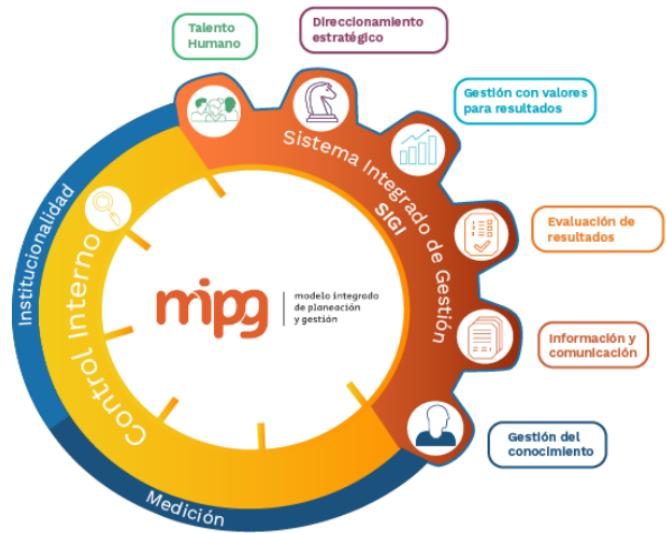 Talento
Humano
Direccionamiento
estratégico
Gestión con valores
para resultados
Evaluación de
resultados
Información y
comunicación
Gestión del
conocimiento
Sistema Integrado de Gestión
SIGI
Institucionalidad
Control Interno
Medición
mipg
modelo integrado
de planeación
y gestión